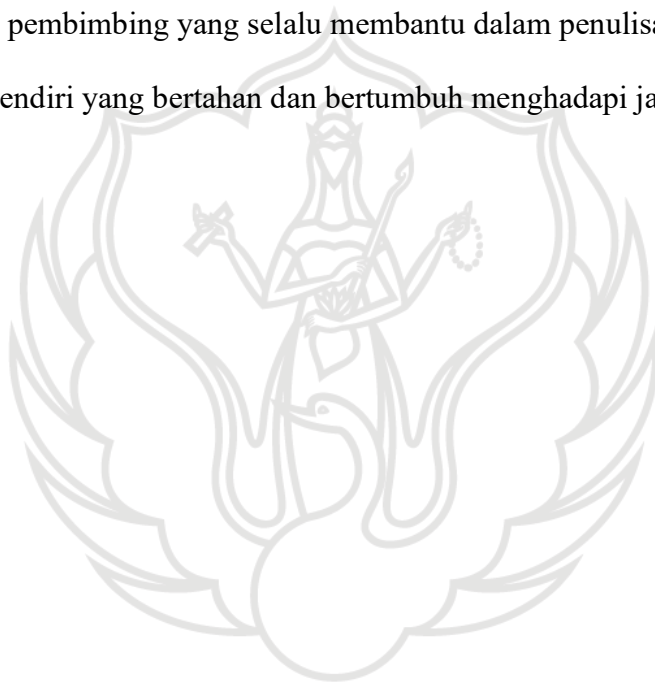 pembimbing yang selalu membantu dalam penulisa
endiri yang bertahan dan bertumbuh menghadapi ja